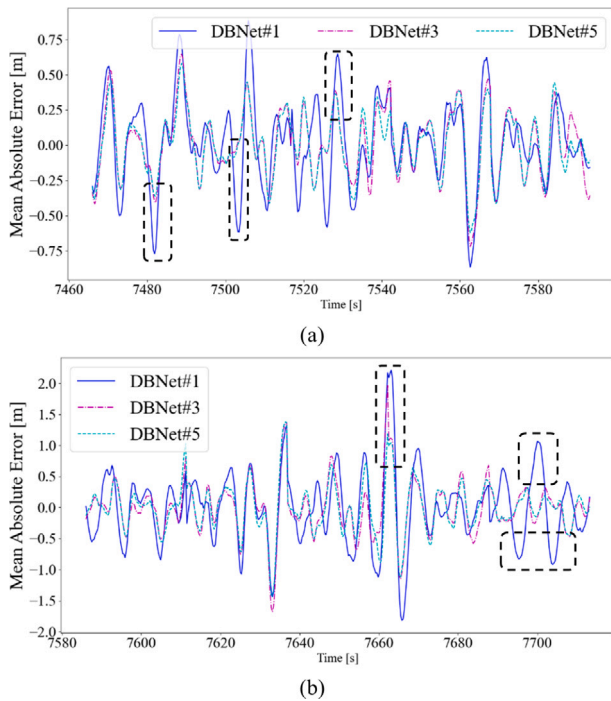 DBNet#1 DBNet#3 DBNet#5
Mean Absolute Error [m]
0.75
0.50
0.25
0.00
−0.25
−0.50
−0.75
7460 7480 7500 7520 7540 7560 7580
Time [s]
(a)
DBNet#1
DBNet#3
DBNet#5
Mean Absolute Error [m]
2.0
1.5
1.0
0.5
0.0
−0.5
−1.0
−1.5
−2.0
7580 7600 7620 7640 7660 7680 7700
Time [s]
(b)